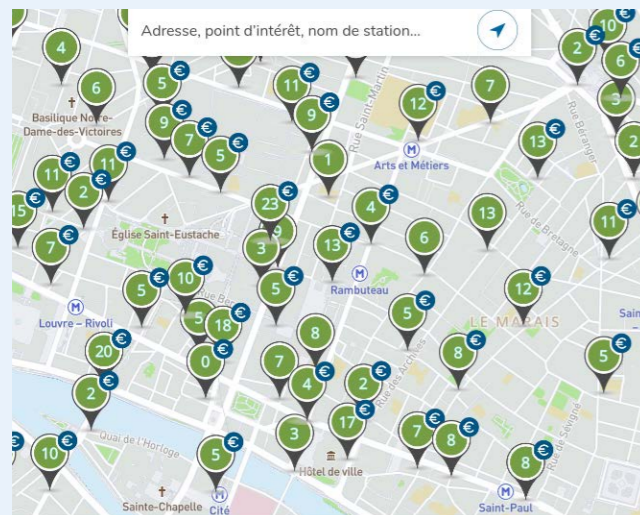 Adresse, point d'intérêt, nom de station...
10 €
2 €
4
6 €
5 €
11 €
7
6
12 €
3
9 €
9 €
13 €
Basilique Notre-
Dame-des-Victoires
Rue Saint-Martin
Rue Béranger
7 €
2
5 €
1
Arts et Métiers
11 €
11 €
2 €
23 €
4 €
13
15 €
11 €
Rue de Bretagne
Église Saint-Eustache
9
6
7 €
3
13 €
Rambuteau
10 €
5 €
5 €
12 €
Louvre – Rivoli
5
18 €
5 €
LE MARAIS
8
20 €
0 €
7
8 €
5 €
4 €
2 €
Rue des Archives
2 €
17 €
Rue de Sévigné
3
7 €
8 €
Quai de l'Horloge
10 €
5 €
8 €
Hôtel de ville
Sainte-Chapelle
Cité
Saint-Paul